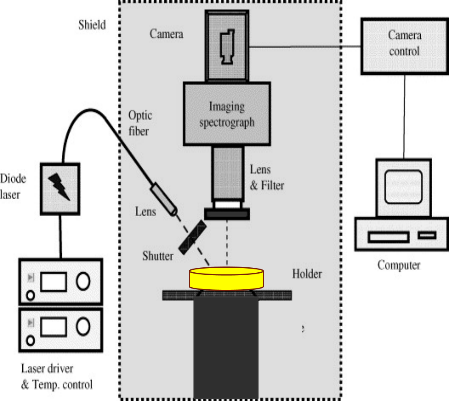 Shield
Camera
Camera
control
Optic
fiber
Imaging
spectrograph
Diode
laser
Lens
& Filter
Lens
Shutter
Holder
Computer
Laser driver
& Temp. control